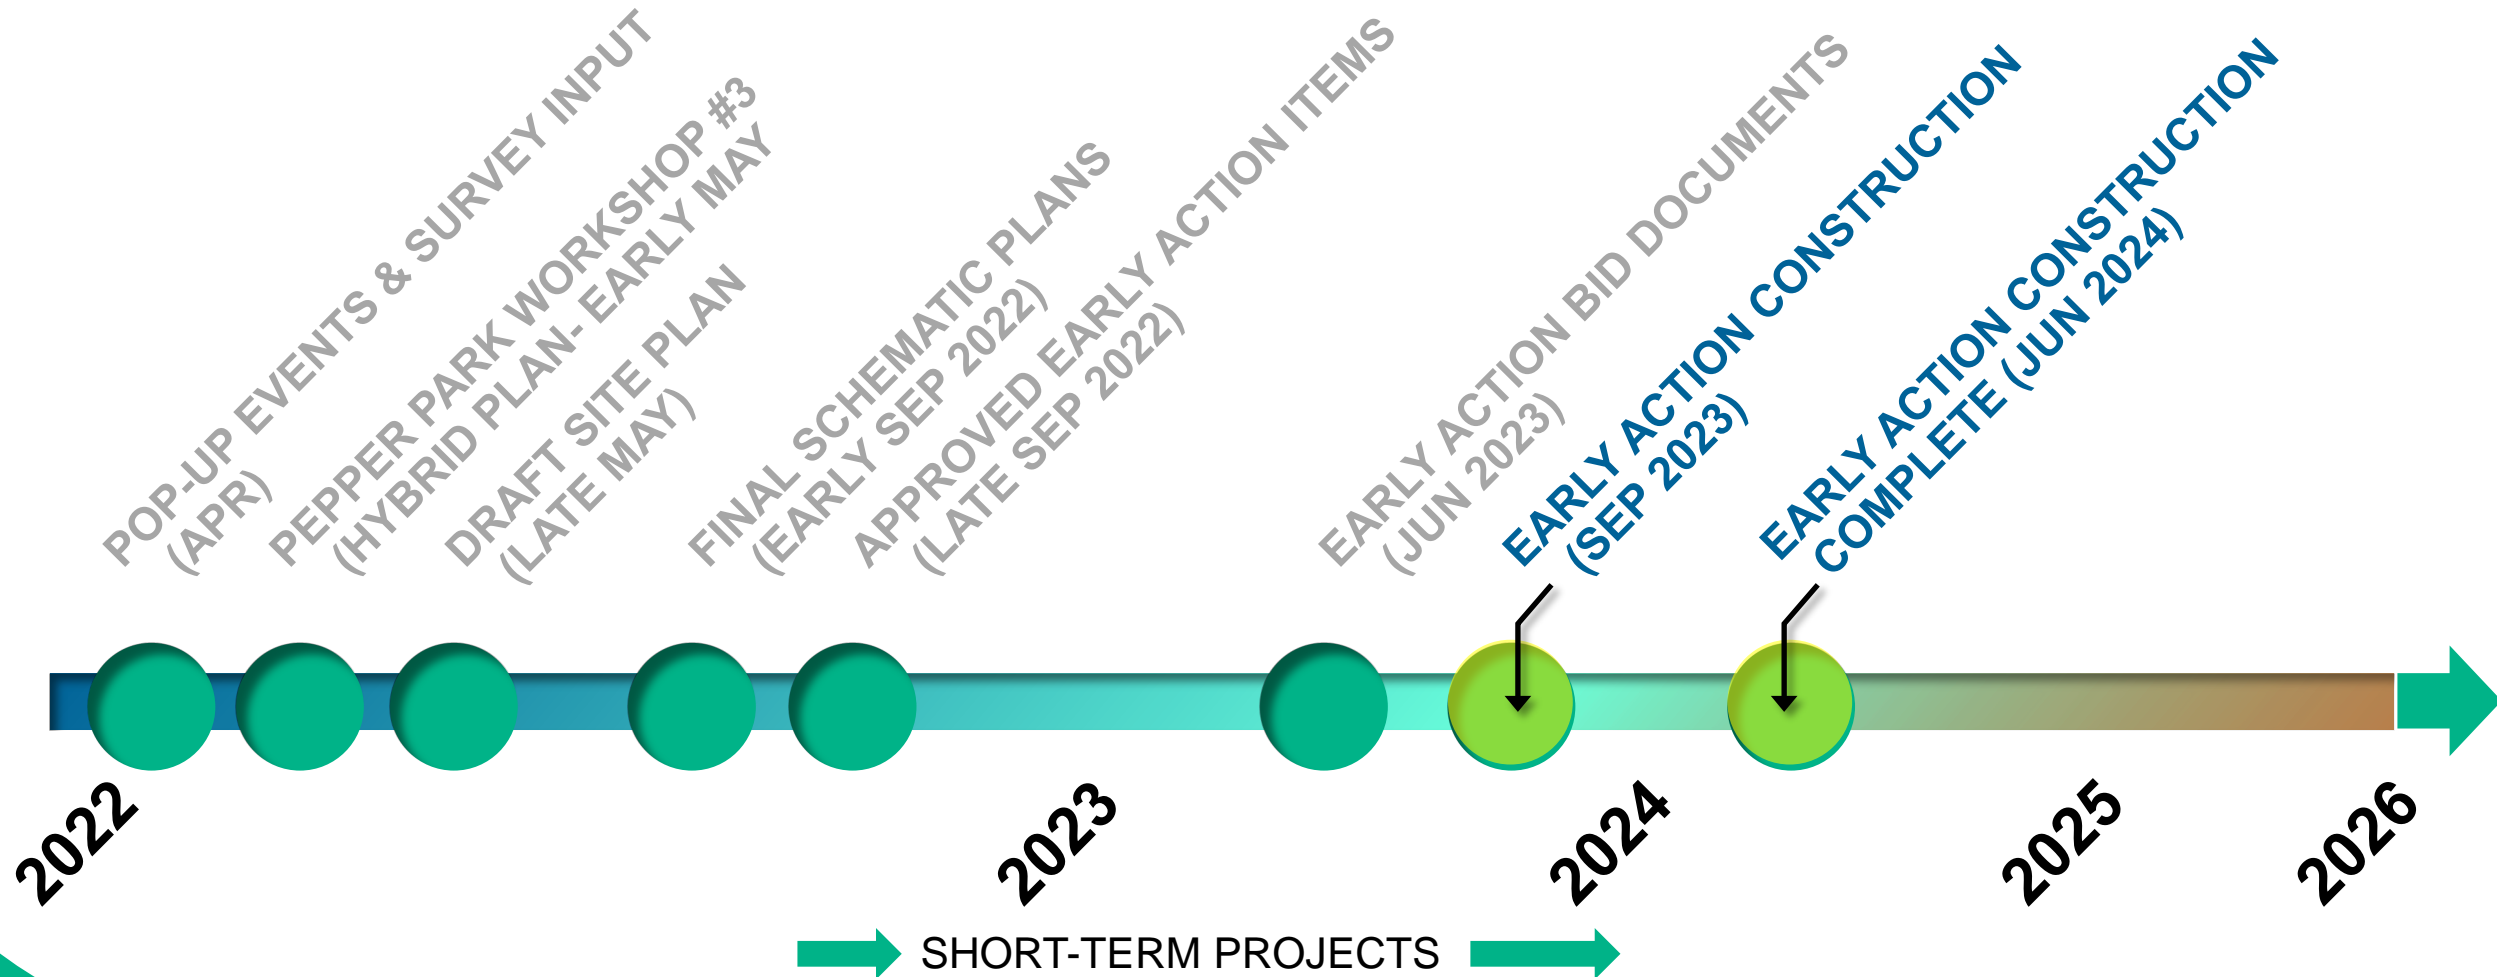 POP-UP EVENTS & SURVEY INPUT
(APR)
PEPPER PARK WORKSHOP #3
(HYBRID PLAN- EARLY MAY)
DRAFT SITE PLAN
(LATE MAY)
FINAL SCHEMATIC PLANS
(EARLY SEP 2022)
APPROVED EARLY ACTION ITEMS
(LATE SEP 2022)
EARLY ACTION BID DOCUMENTS
(JUN 2023)
EARLY ACTION CONSTRUCTION
(SEP 2023)
EARLY ACTION CONSTRUCTION
COMPLETE (JUN 2024)
2022
2023
2024
2025
2026
SHORT-TERM PROJECTS